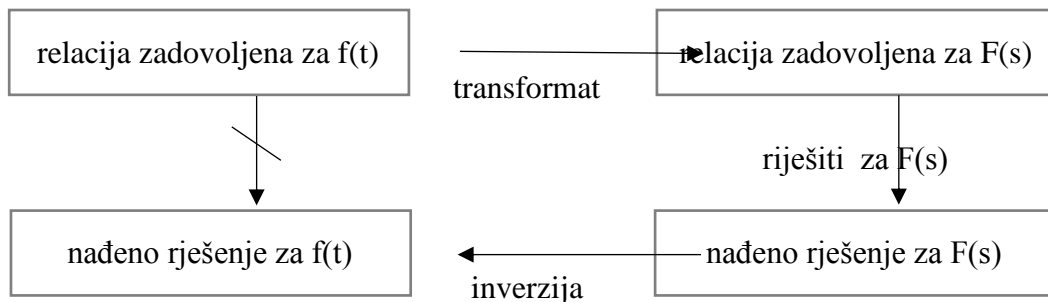 relacija zadovoljena za f(t)
relacija zadovoljena za F(s)
transformat
riješiti za F(s)
nađeno rješenje za f(t)
nađeno rješenje za F(s)
inverzija